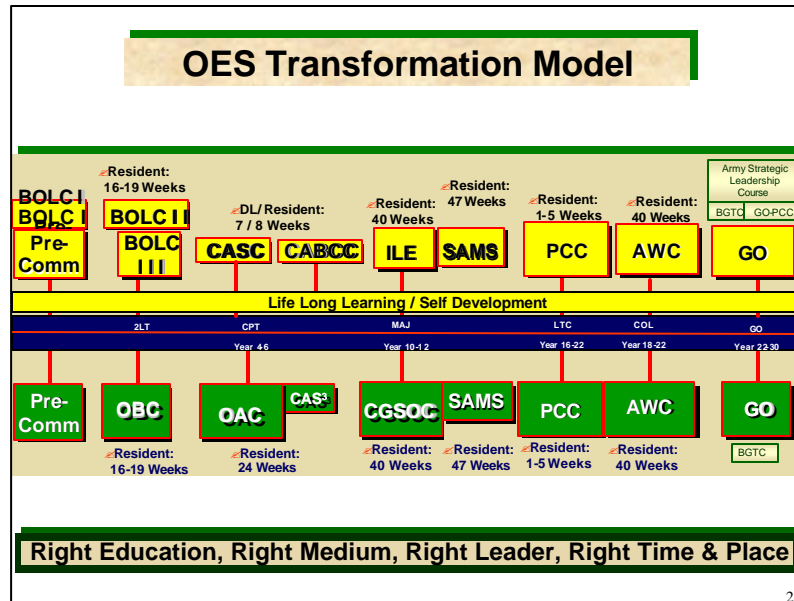 OES Transformation Model
Army Strategic
Leadership
Course
BGTC GO-PCC
Resident:
16-19 Weeks
DL/ Resident:
7 / 8 Weeks
Resident:
40 Weeks
Resident:
47 Weeks
Resident:
1-5 Weeks
Resident:
40 Weeks
BOLC I
BOLC I
Pre-
Pre-
Comm
BOLC II
BOLC
III
CASC
CABCC
ILE
SAMS
PCC
AWC
GO
Life Long Learning / Self Development
2LT CPT MAJ LTC COL GO
Year 4-6 Year 10-12 Year 16-22 Year 18-22 Year 22-30
Pre-
Comm
OBC
OAC
CAS³
CGSOC
SAMS
PCC
AWC
GO
BGTC
Resident:
16-19 Weeks
Resident:
24 Weeks
Resident:
40 Weeks
Resident:
47 Weeks
Resident:
1-5 Weeks
Resident:
40 Weeks
Right Education, Right Medium, Right Leader, Right Time & Place
2